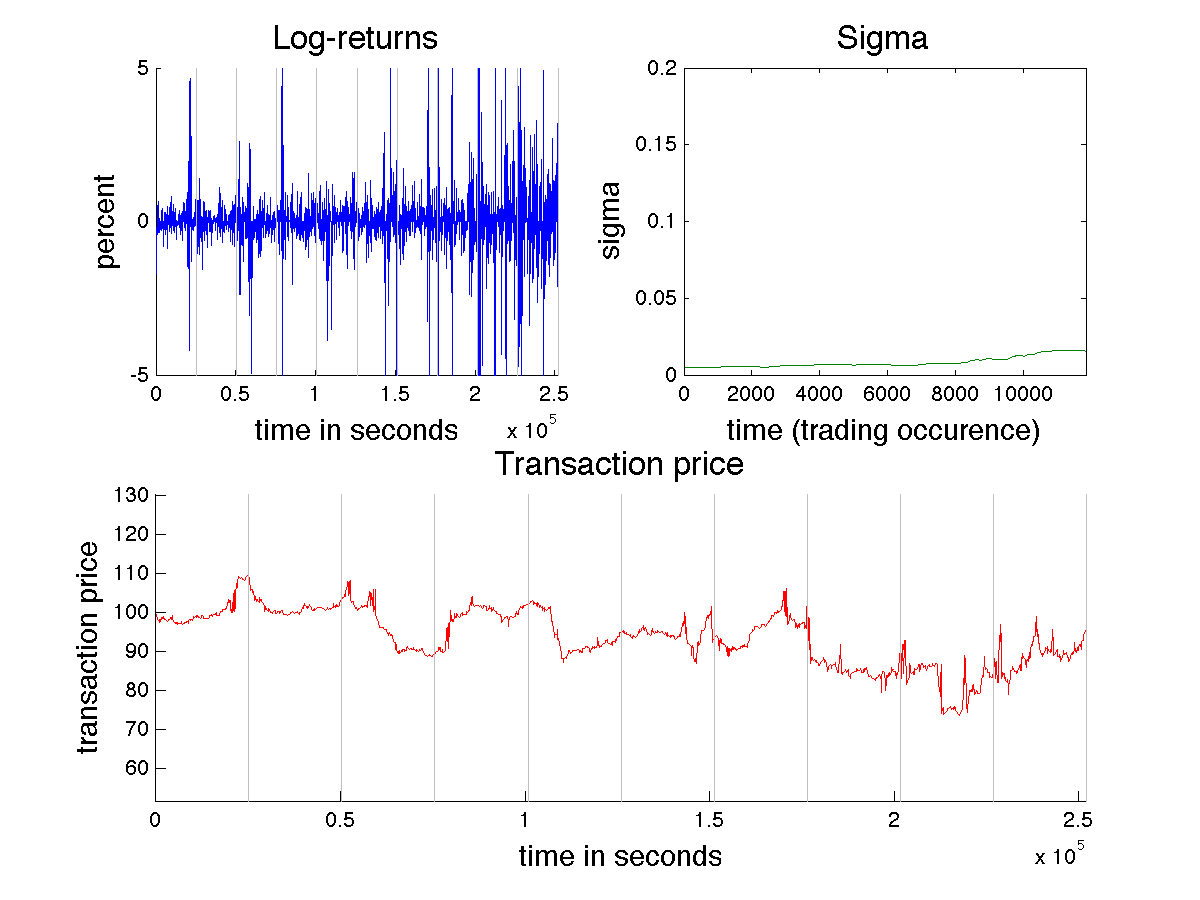 Log-returns
5
0
-5
percent
0 0.5 1 1.5 2 2.5
x 10^5
time in seconds
Sigma
0.2
0.15
0.1
0.05
0
sigma
0 2000 4000 6000 8000 10000
time (trading occurence)
Transaction price
130
120
110
100
90
80
70
60
transaction price
0 0.5 1 1.5 2 2.5
x 10^5
time in seconds